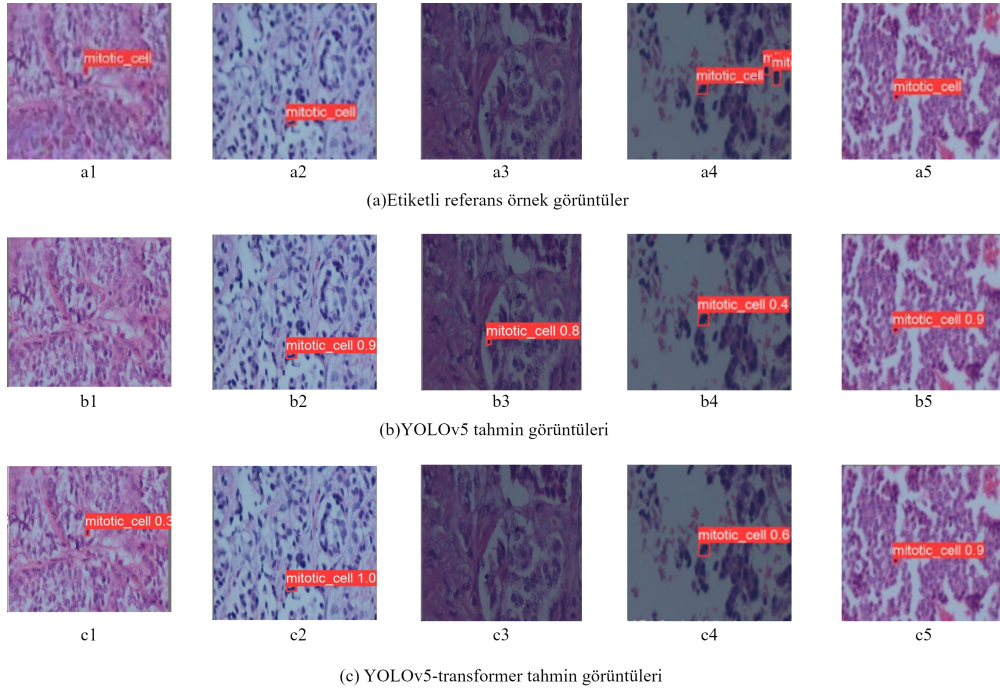 mitotic_cell
mitotic_cell
mitotic_cell
m
mito
mitotic_cell
a1 a2 a3 a4 a5
(a)Etiketli referans örnek görüntüler
mitotic_cell 0.9
mitotic_cell 0.8
mitotic_cell 0.4
mitotic_cell 0.9
b1 b2 b3 b4 b5
(b)YOLOv5 tahmin görüntüleri
mitotic_cell 0.3
mitotic_cell 1.0
mitotic_cell 0.6
mitotic_cell 0.9
c1 c2 c3 c4 c5
(c) YOLOv5-transformer tahmin görüntüleri